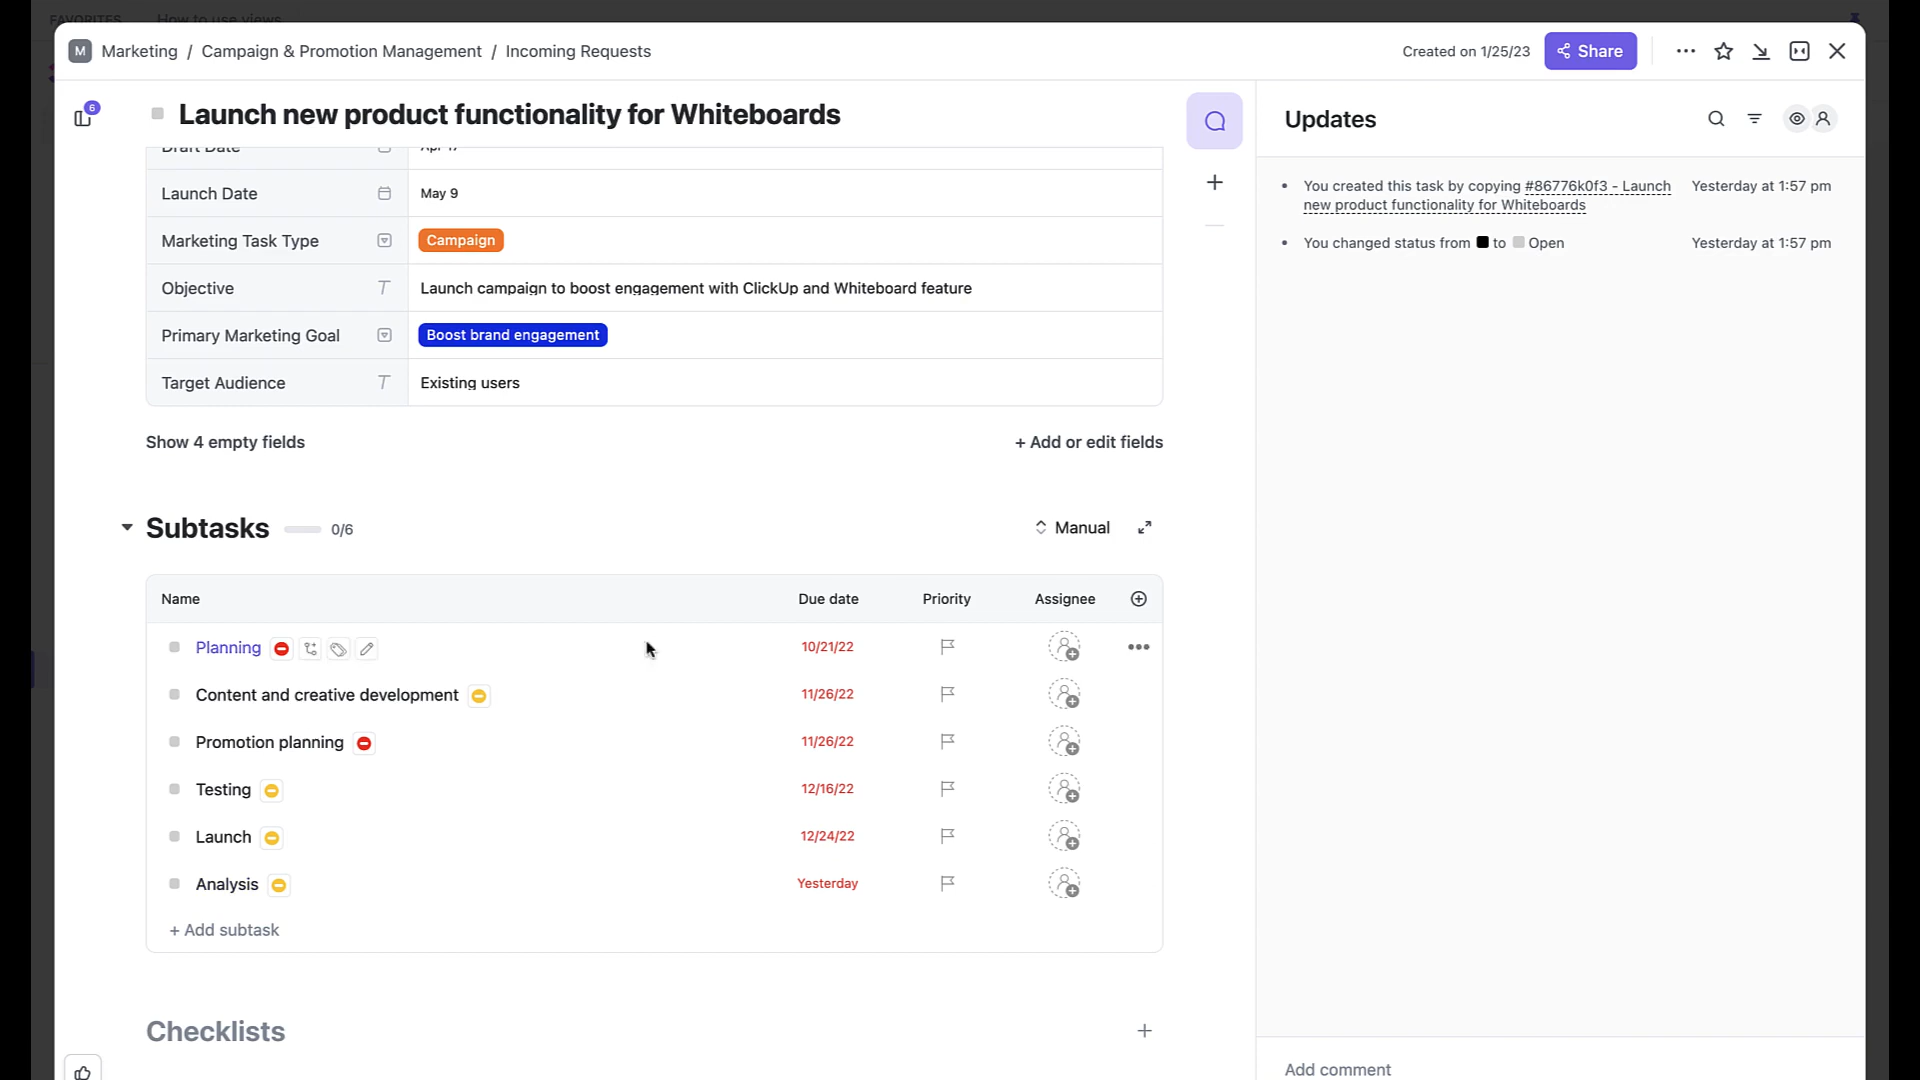 FAVORITES How to use views
M Marketing / Campaign & Promotion Management / Incoming Requests
Created on 1/25/23 Share
6
Launch new product functionality for Whiteboards
Updates
Draft Date Apr 17
Launch Date May 9
Marketing Task Type Campaign
Objective T Launch campaign to boost engagement with ClickUp and Whiteboard feature
Primary Marketing Goal Boost brand engagement
Target Audience T Existing users
Show 4 empty fields + Add or edit fields
Subtasks 0/6 Manual
Name Due date Priority Assignee
Planning 10/21/22
Content and creative development 11/26/22
Promotion planning 11/26/22
Testing 12/16/22
Launch 12/24/22
Analysis Yesterday
+ Add subtask
Checklists
You created this task by copying #86776k0f3 - Launch Yesterday at 1:57 pm
new product functionality for Whiteboards
You changed status from to Open Yesterday at 1:57 pm
Add comment